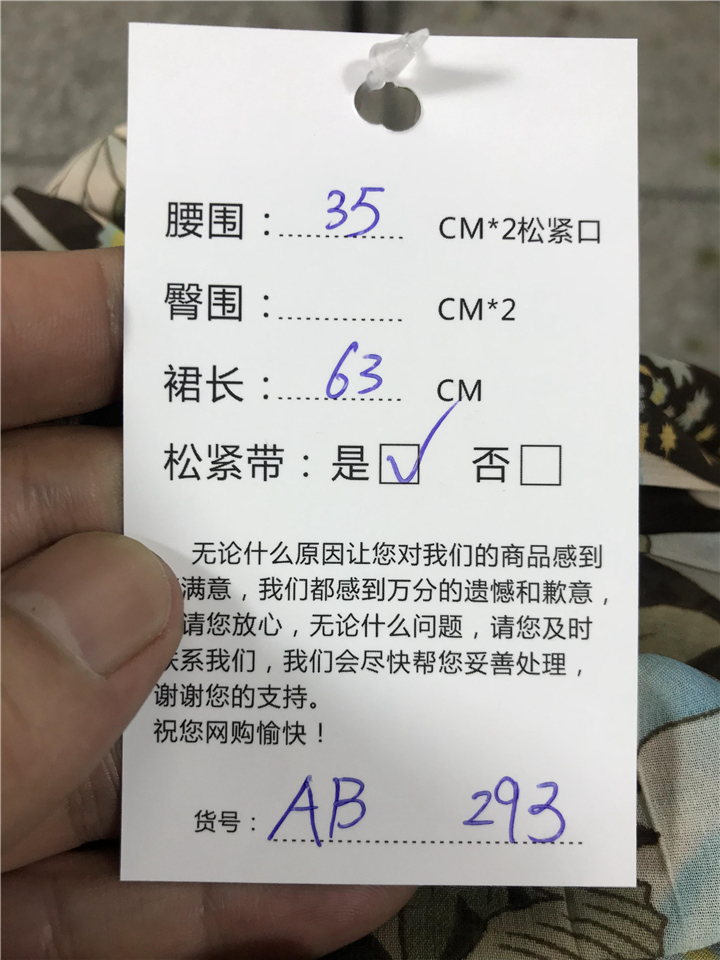 腰围：35 CM*2松紧口
臀围： CM*2
裙长：63 CM
松紧带：是☑ 否☐
无论什么原因让您对我们的商品感到
满意，我们都感到万分的遗憾和歉意，
请您放心，无论什么问题，请您及时
联系我们，我们会尽快帮您妥善处理，
谢谢您的支持。
祝您网购愉快！
货号：AB 293